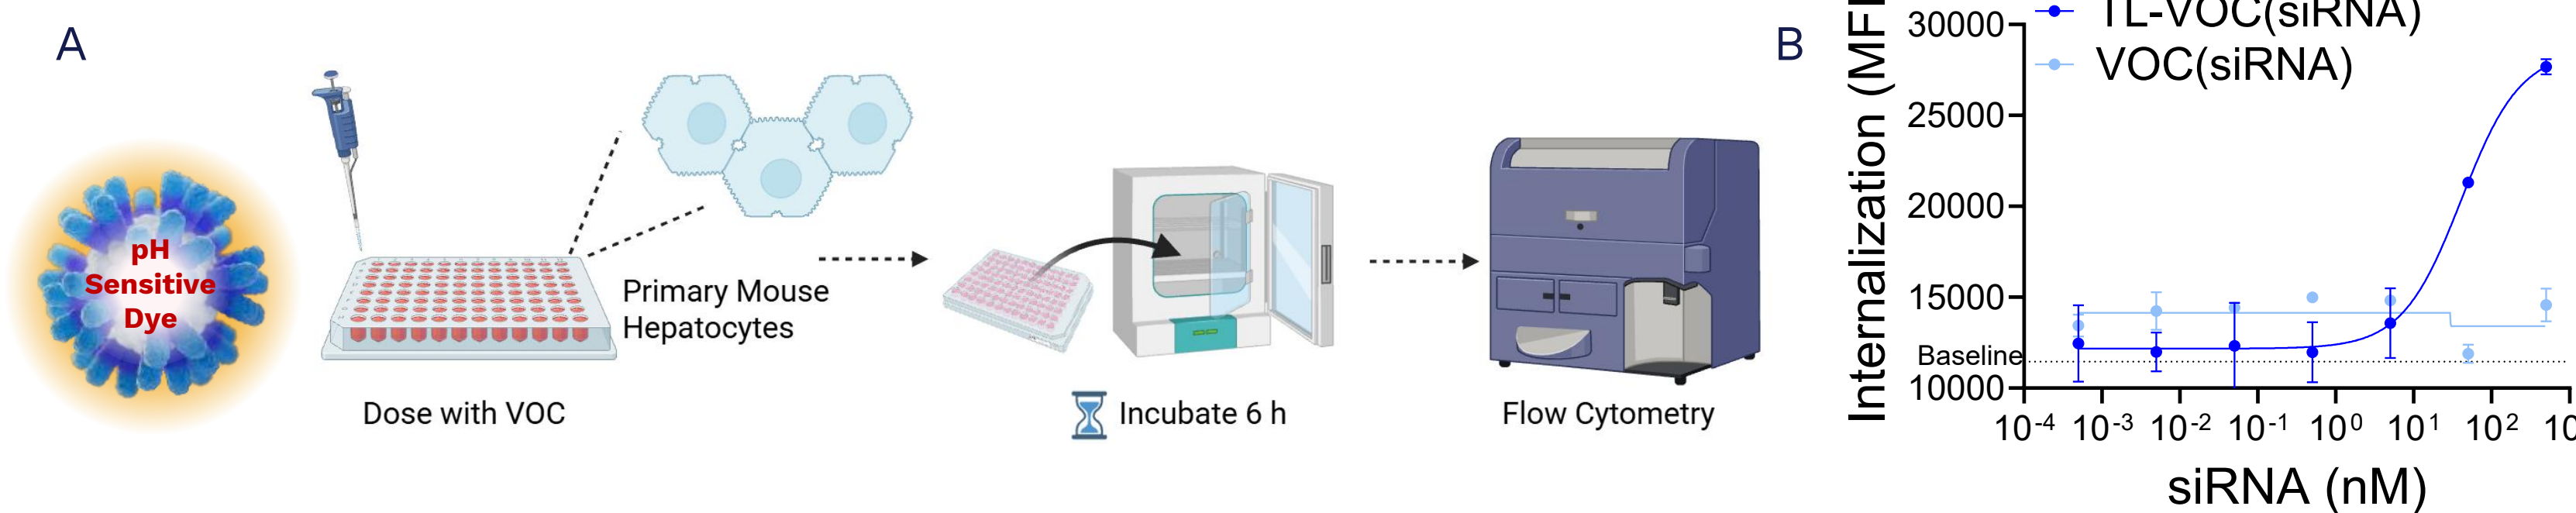 A
pH
Sensitive
Dye
Dose with VOC
Primary Mouse
Hepatocytes
Incubate 6 h
Flow Cytometry
B
TL-VOC(siRNA)
VOC(siRNA)
Internalization (MFI
30000
25000
20000
15000
Baseline
10000
10-4 10-3 10-2 10-1 100 101 102 10
siRNA (nM)